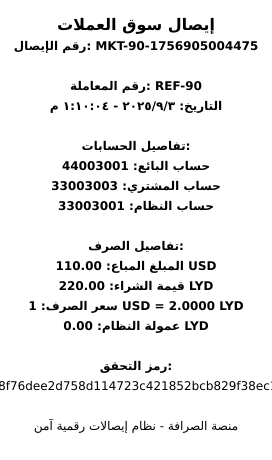 إيصال سوق العملات
رقم الإيصال: MKT-90-1756905004475
رقم المعاملة: REF-90
التاريخ: ٢٠٢٥/٩/٣ - ١:١٠:٠٤ م
تفاصيل الحسابات:
حساب البائع: 44003001
حساب المشتري: 33003003
حساب النظام: 33003001
تفاصيل الصرف:
المبلغ المباع: 110.00 USD
قيمة الشراء: 220.00 LYD
سعر الصرف: 1 USD = 2.0000 LYD
عمولة النظام: 0.00 LYD
رمز التحقق:
8f76dee2d758d114723c421852bcb829f38ec
منصة الصرافة - نظام إيصالات رقمية آمن